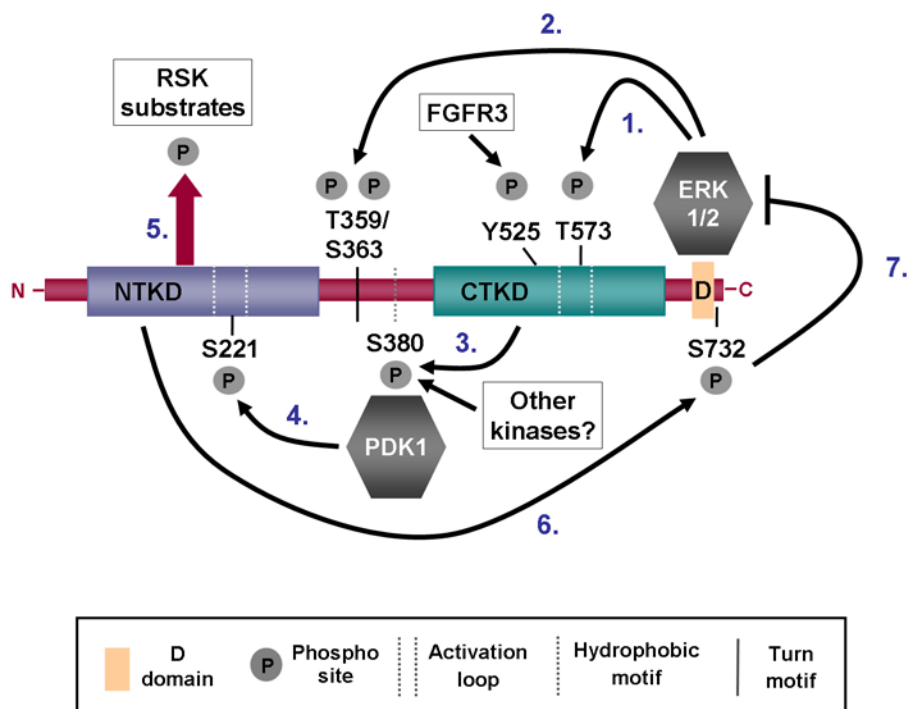 2.
RSK
substrates
FGFR3
1.
P
P
P
P
P
ERK
1/2
T359/
S363
Y525
T573
5.
7.
N
NTKD
CTKD
D
C
S221
S380
3.
S732
P
P
P
4.
PDK1
Other
kinases?
6.
D
domain
P
Phospho
site
Activation
loop
Hydrophobic
motif
Turn
motif